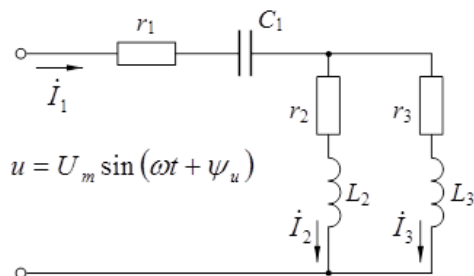 r₁ C₁
İ₁ r₂ r₃
u = Uₘ sin (ωt + ψᵤ)
L₂ L₃
İ₂ İ₃